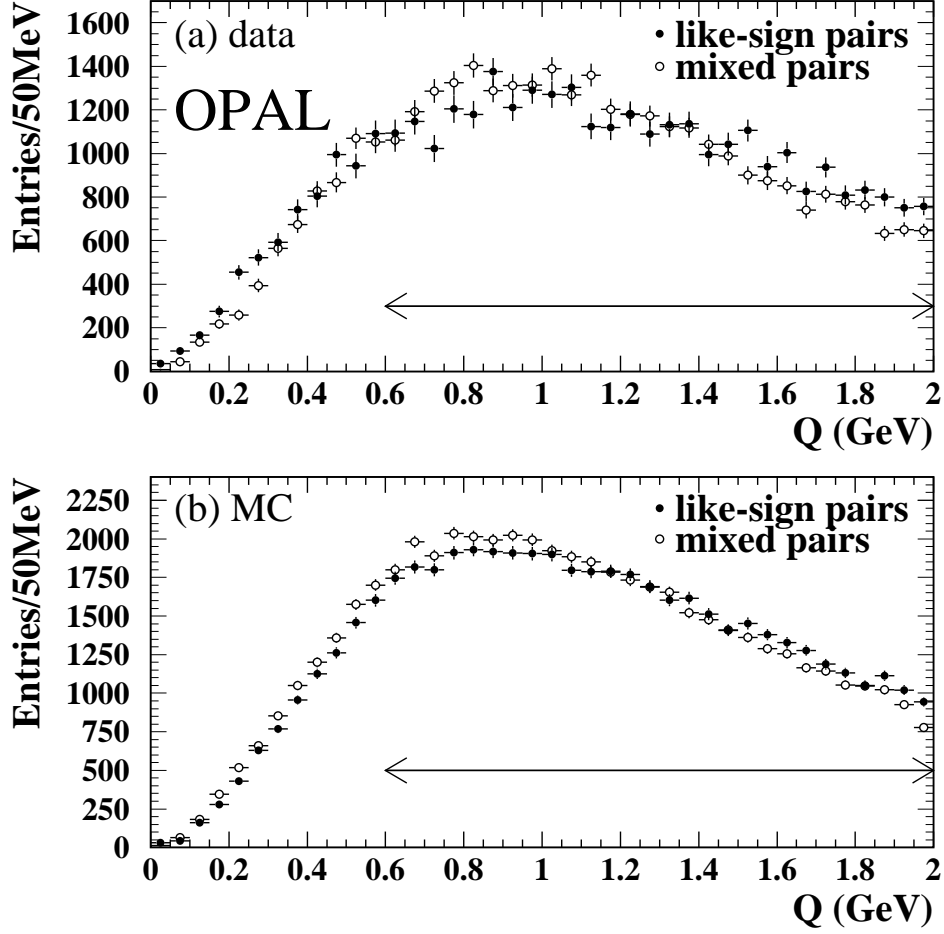 (a) data
OPAL
like-sign pairs
mixed pairs
Entries/50MeV
1600
1400
1200
1000
800
600
400
200
0
0 0.2 0.4 0.6 0.8 1 1.2 1.4 1.6 1.8 2
Q (GeV)
(b) MC
like-sign pairs
mixed pairs
Entries/50MeV
2250
2000
1750
1500
1250
1000
750
500
250
0
0 0.2 0.4 0.6 0.8 1 1.2 1.4 1.6 1.8 2
Q (GeV)